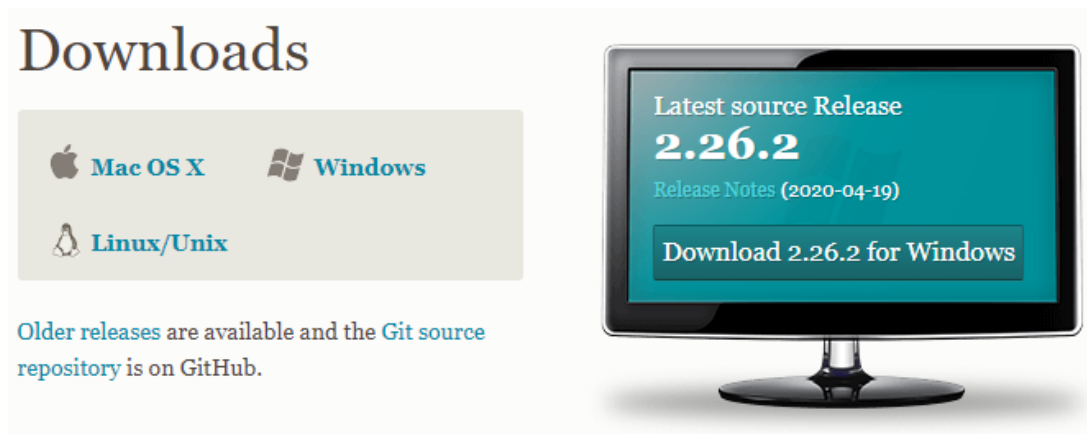 Downloads
Mac OS X
Windows
Linux/Unix
Older releases are available and the Git source
repository is on GitHub.
Latest source Release
2.26.2
Release Notes (2020-04-19)
Download 2.26.2 for Windows